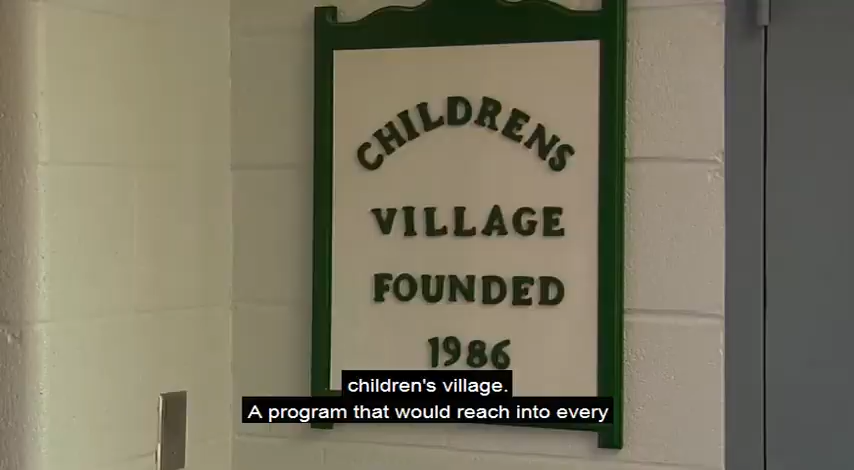 CHILDRENS
VILLAGE
FOUNDED
1986
children's village.
A program that would reach into every